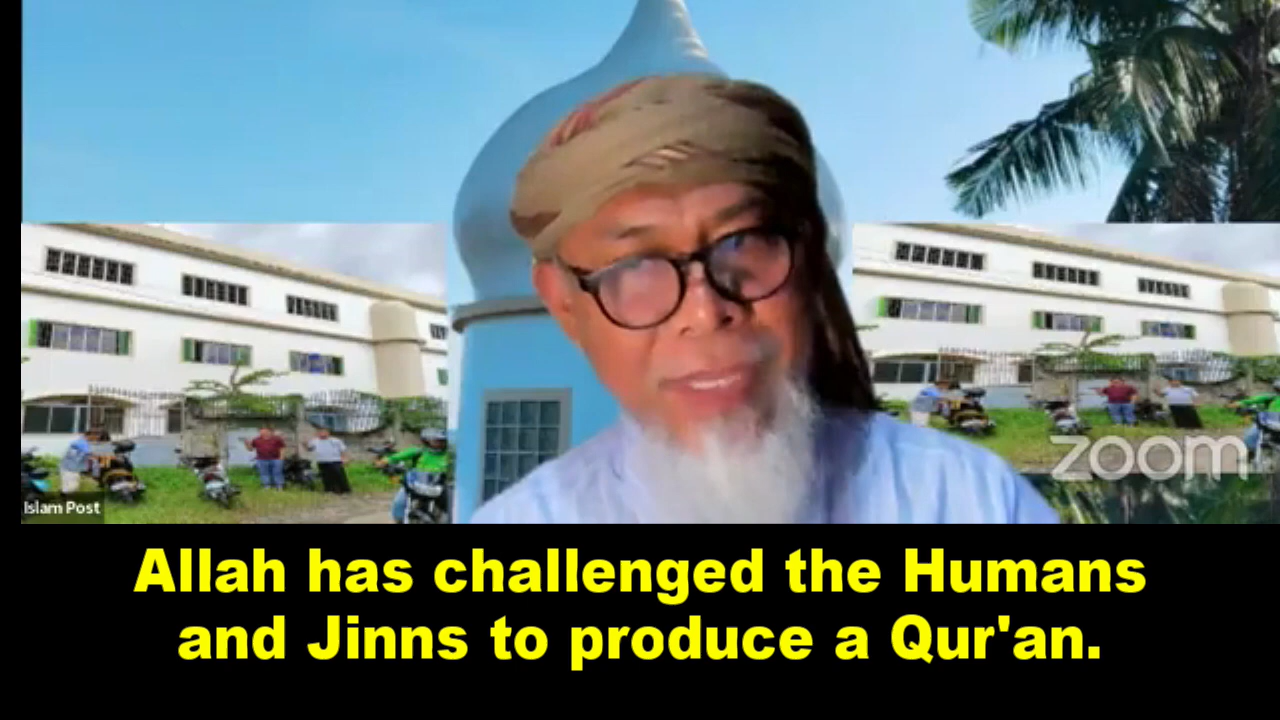 zoom
Islam Post
Allah has challenged the Humans
and Jinns to produce a Qur'an.